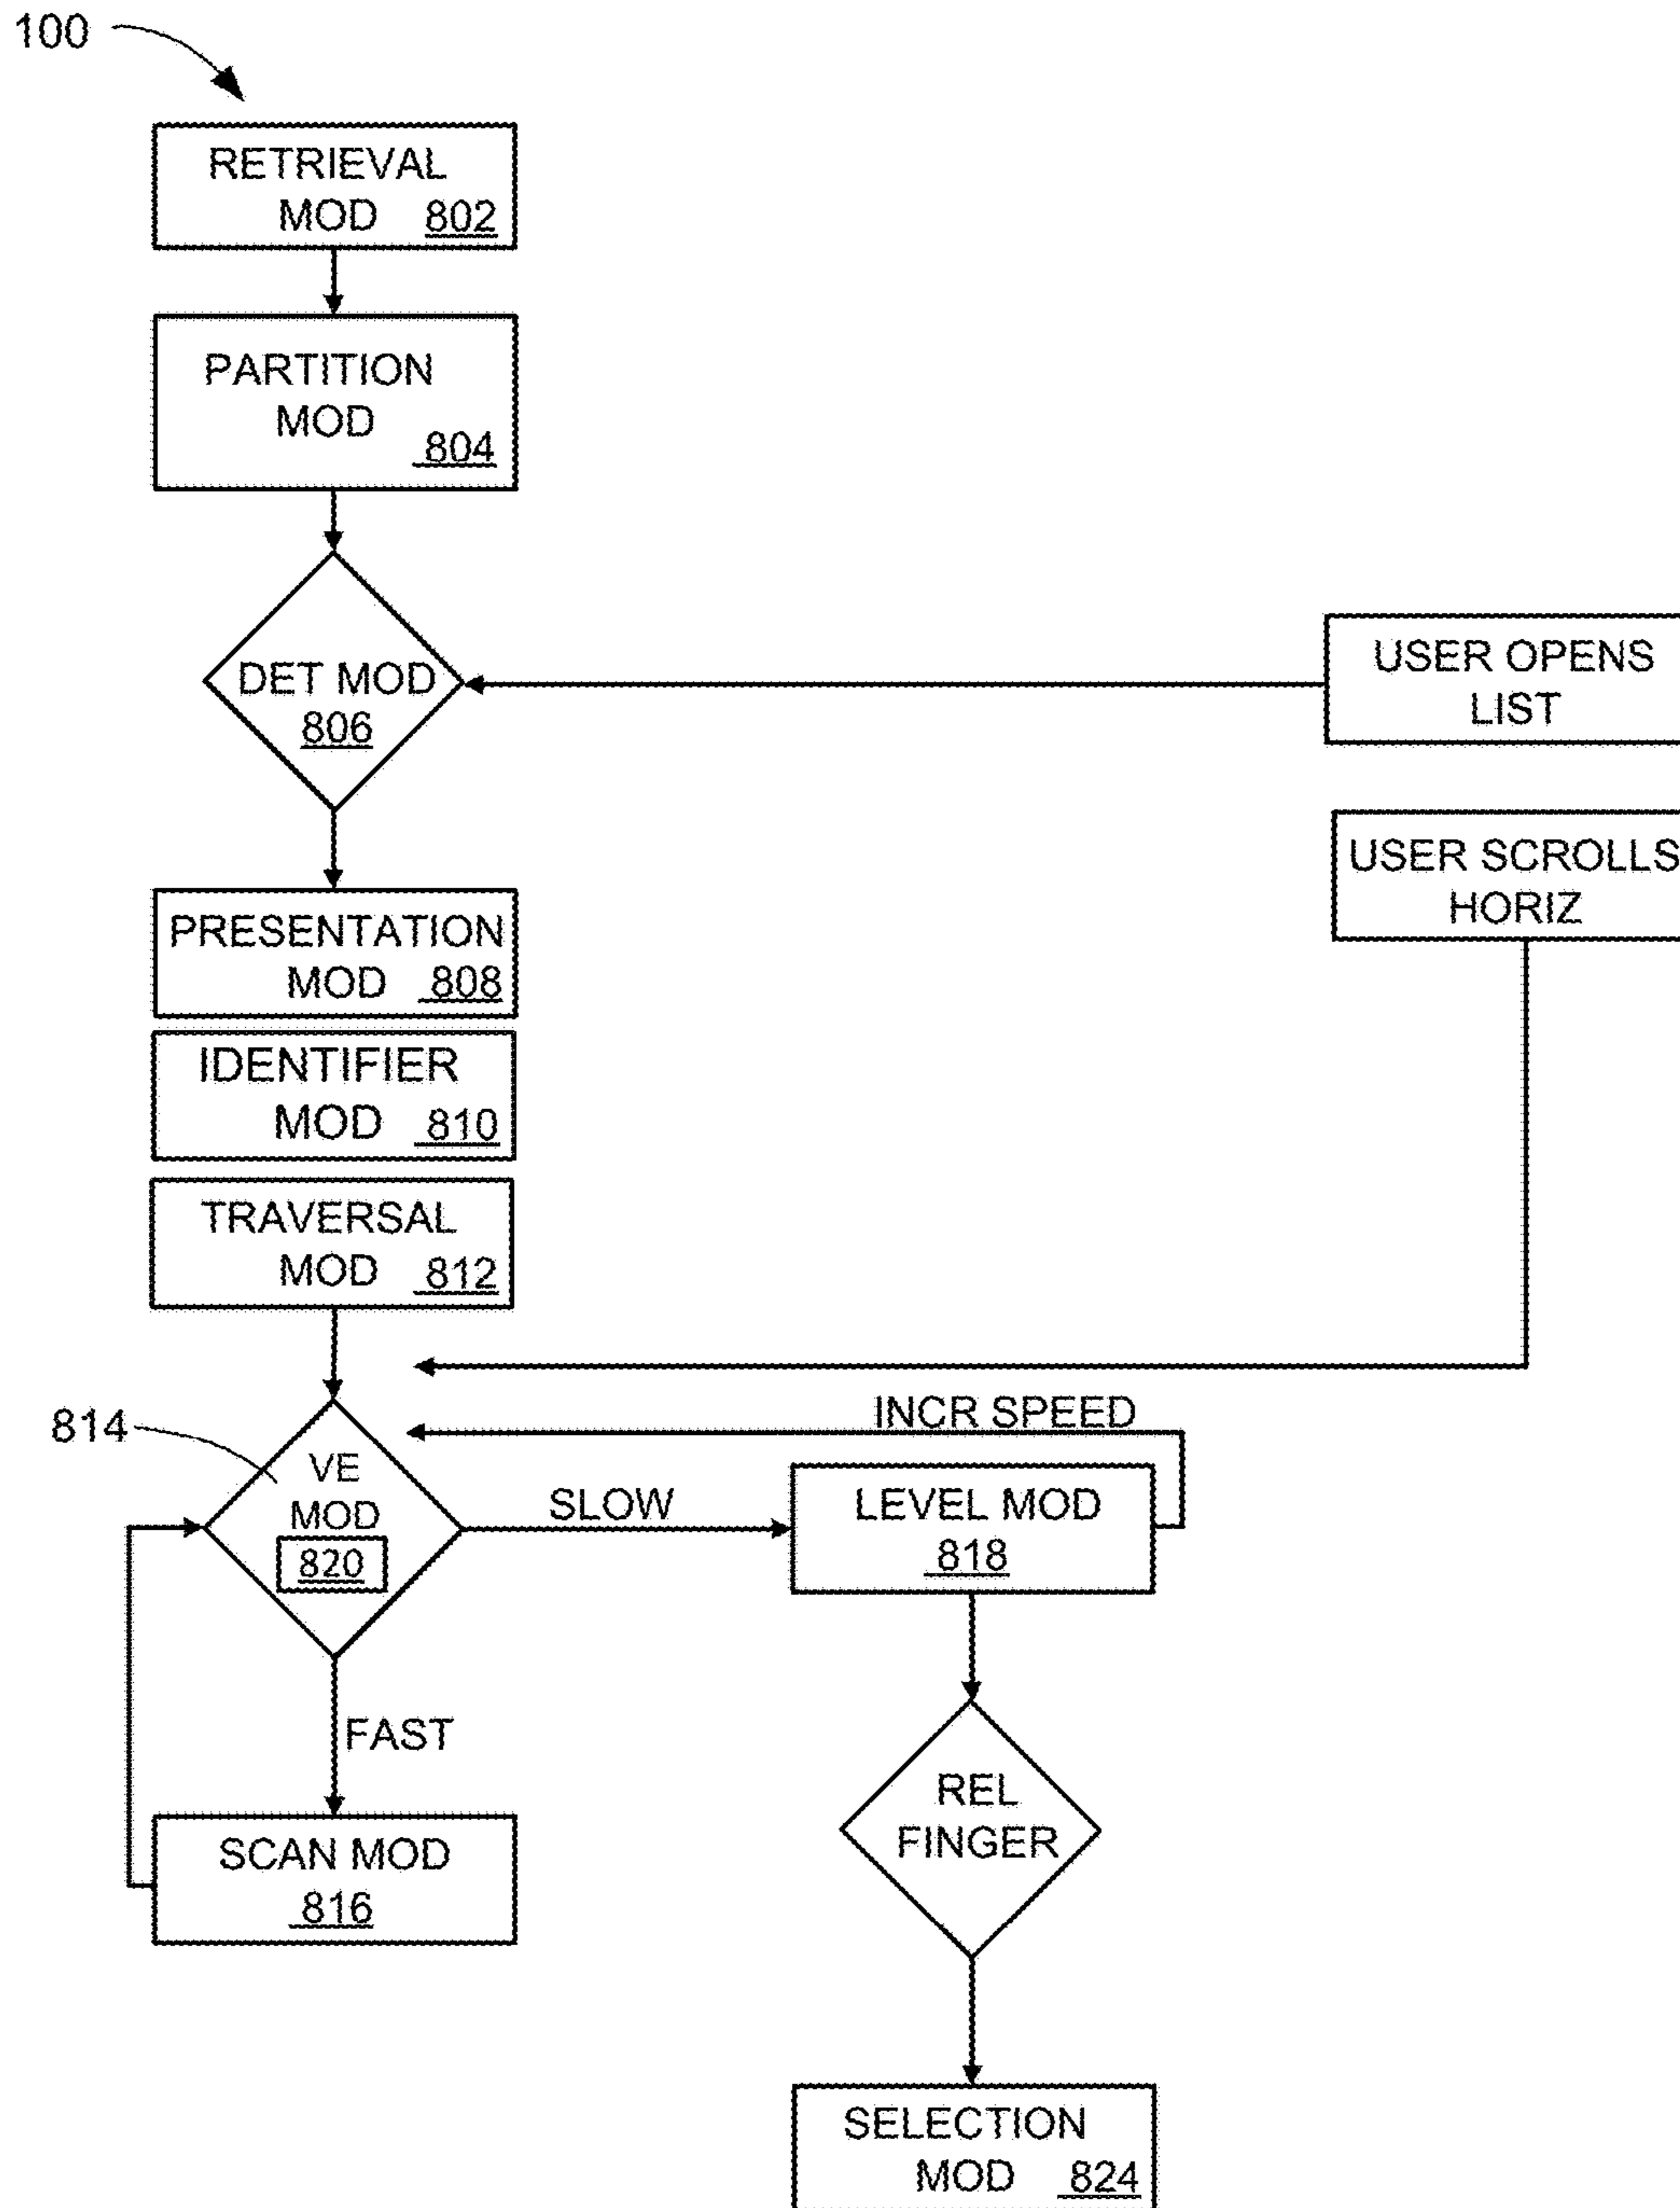 100
RETRIEVAL
MOD 802
PARTITION
MOD
804
DET MOD
806
USER OPENS
LIST
PRESENTATION
MOD 808
USER SCROLLS
HORIZ
IDENTIFIER
MOD 810
TRAVERSAL
MOD 812
INCR SPEED
814
VE
MOD
820
SLOW
LEVEL MOD
818
FAST
REL
FINGER
SCAN MOD
816
SELECTION
MOD 824